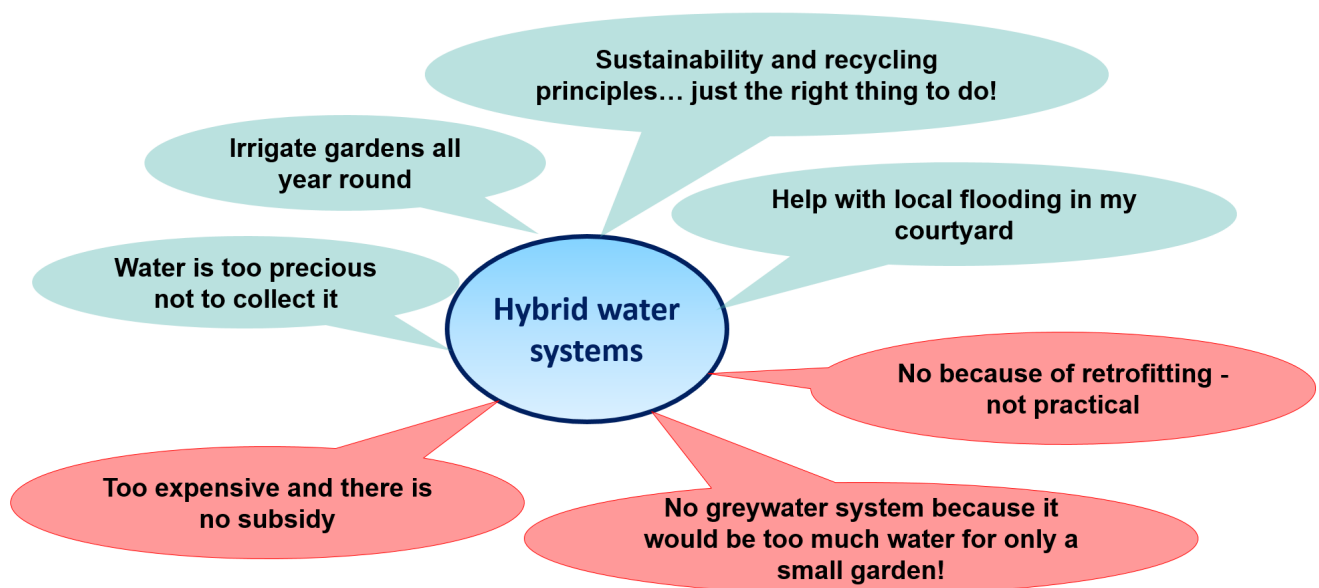 Sustainability and recycling
principles… just the right thing to do!
Irrigate gardens all
year round
Help with local flooding in my
courtyard
Water is too precious
not to collect it
Hybrid water
systems
No because of retrofitting -
not practical
Too expensive and there is
no subsidy
No greywater system because it
would be too much water for only a
small garden!